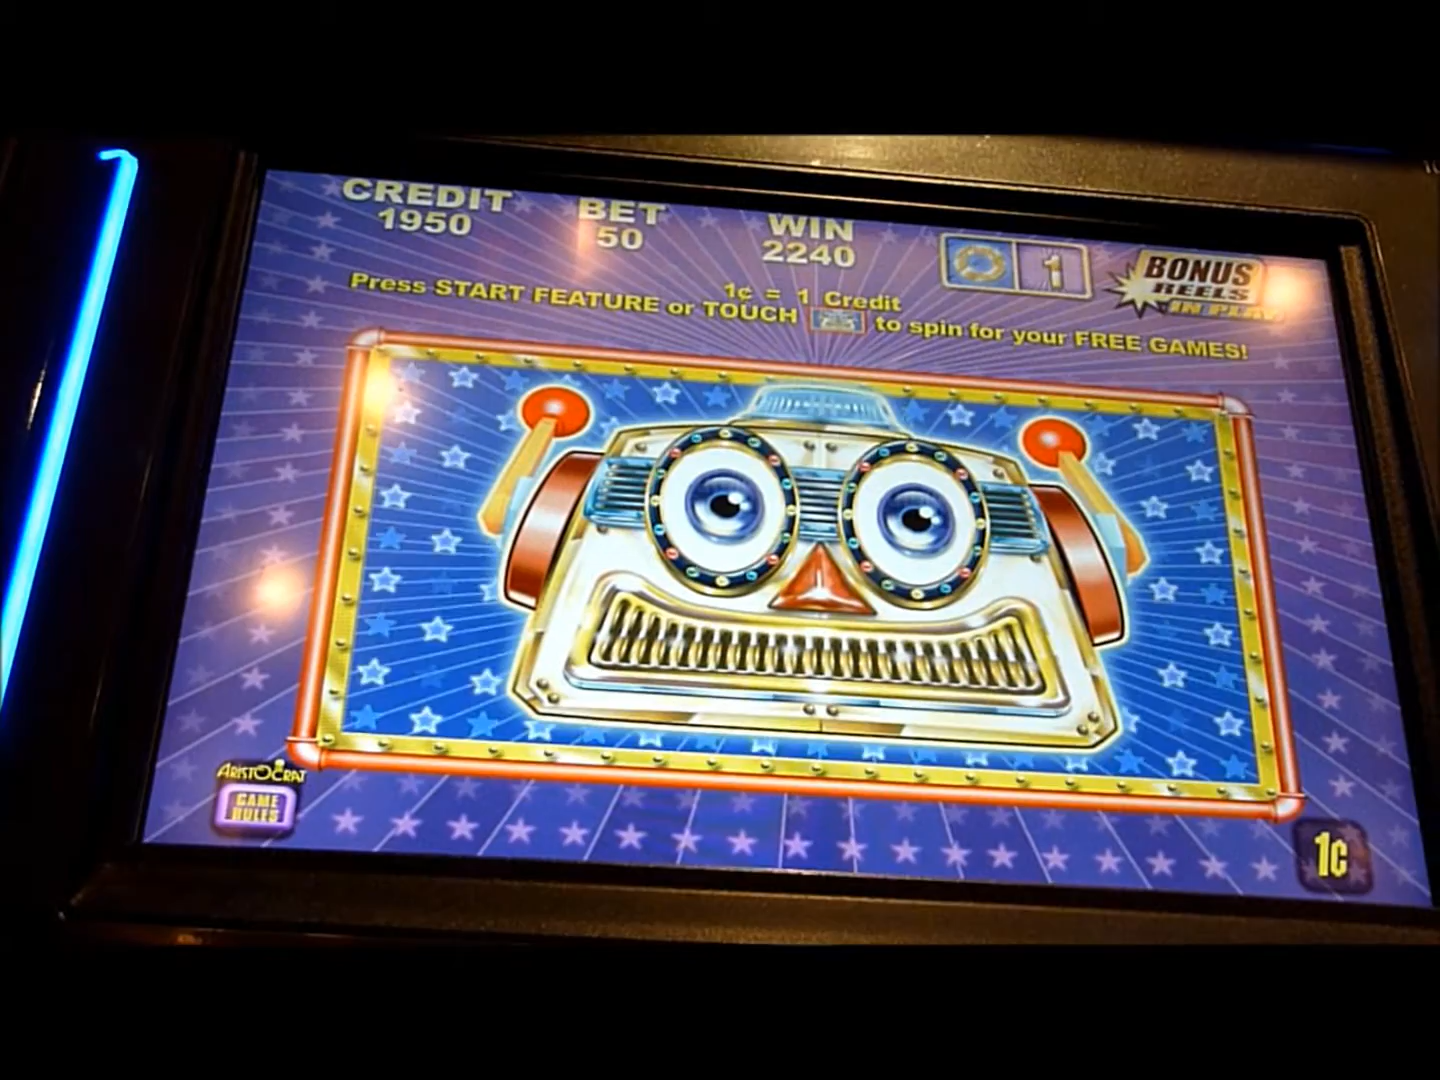 CREDIT BET WIN
1950 50 2240
1
BONUS
REELS
IN PLAY
1¢ = 1 Credit
Press START FEATURE or TOUCH to spin for your FREE GAMES!
ARISTOCRAT
GAME
RULES
1¢